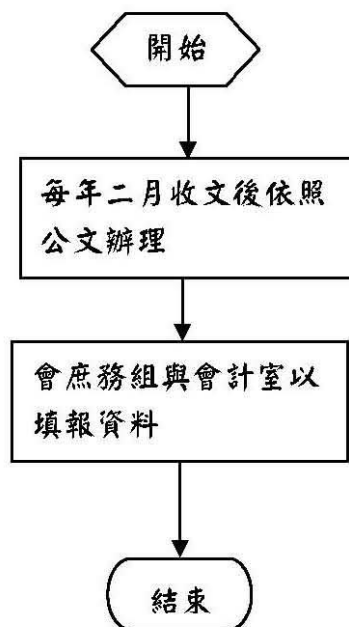 開始
每年二月收文後依照
公文辦理
會庶務組與會計室以
填報資料
結束